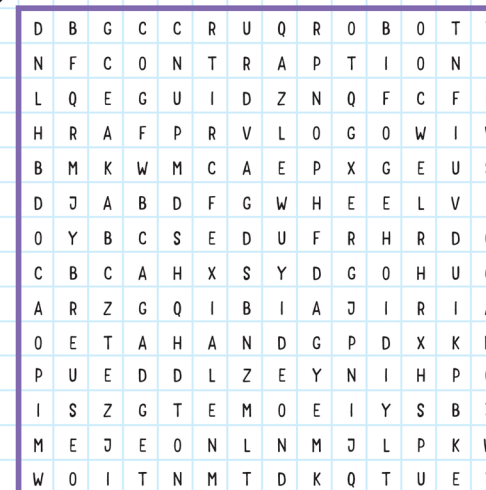 D B G C C R U Q R O B O T
N F C O N T R A P T I O N
L Q E G U I D Z N Q F C F
H R A F P R V L O G O W I
B M K W M C A E P X G E U
D J A B D F G W H E E L V
O Y B C S E D U F R H R D
C B C A H X S Y D G O H U
A R Z G Q I B I A J I R I
O E T A H A N D G P D X K
P U E D D L Z E Y N I H P
I S Z G T E M O E I Y S B
M E J E O N L N M J L P K
W O I T N M T D K Q T U E